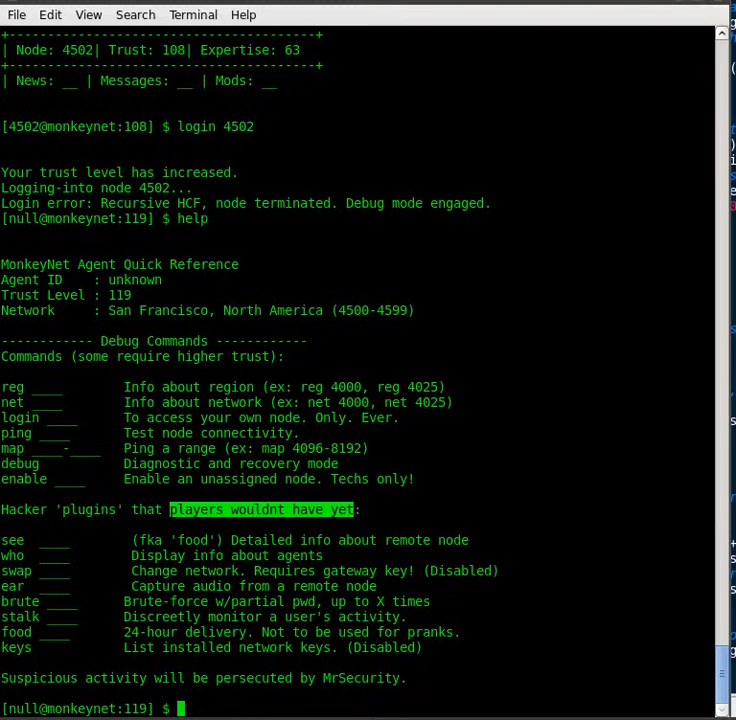 File Edit View Search Terminal Help
+---------------------------------------+
| Node: 4502| Trust: 108| Expertise: 63
+---------------------------------------+
| News: __ | Messages: __ | Mods: __
[4502@monkeynet:108] $ login 4502
Your trust level has increased.
Logging-into node 4502...
Login error: Recursive HCF, node terminated. Debug mode engaged.
[null@monkeynet:119] $ help
MonkeyNet Agent Quick Reference
Agent ID    : unknown
Trust Level : 119
Network     : San Francisco, North America (4500-4599)
------------ Debug Commands ------------
Commands (some require higher trust):
reg ____        Info about region (ex: reg 4000, reg 4025)
net ____        Info about network (ex: net 4000, net 4025)
login ____      To access your own node. Only. Ever.
ping ____       Test node connectivity.
map ____-____   Ping a range (ex: map 4096-8192)
debug           Diagnostic and recovery mode
enable ____     Enable an unassigned node. Techs only!
Hacker 'plugins' that players wouldnt have yet:
see  ____        (fka 'food') Detailed info about remote node
who  ____        Display info about agents
swap ____        Change network. Requires gateway key! (Disabled)
ear  ____        Capture audio from a remote node
brute ____      Brute-force w/partial pwd, up to X times
stalk ____      Discreetly monitor a user's activity.
food ____       24-hour delivery. Not to be used for pranks.
keys            List installed network keys. (Disabled)
Suspicious activity will be persecuted by MrSecurity.
[null@monkeynet:119] $